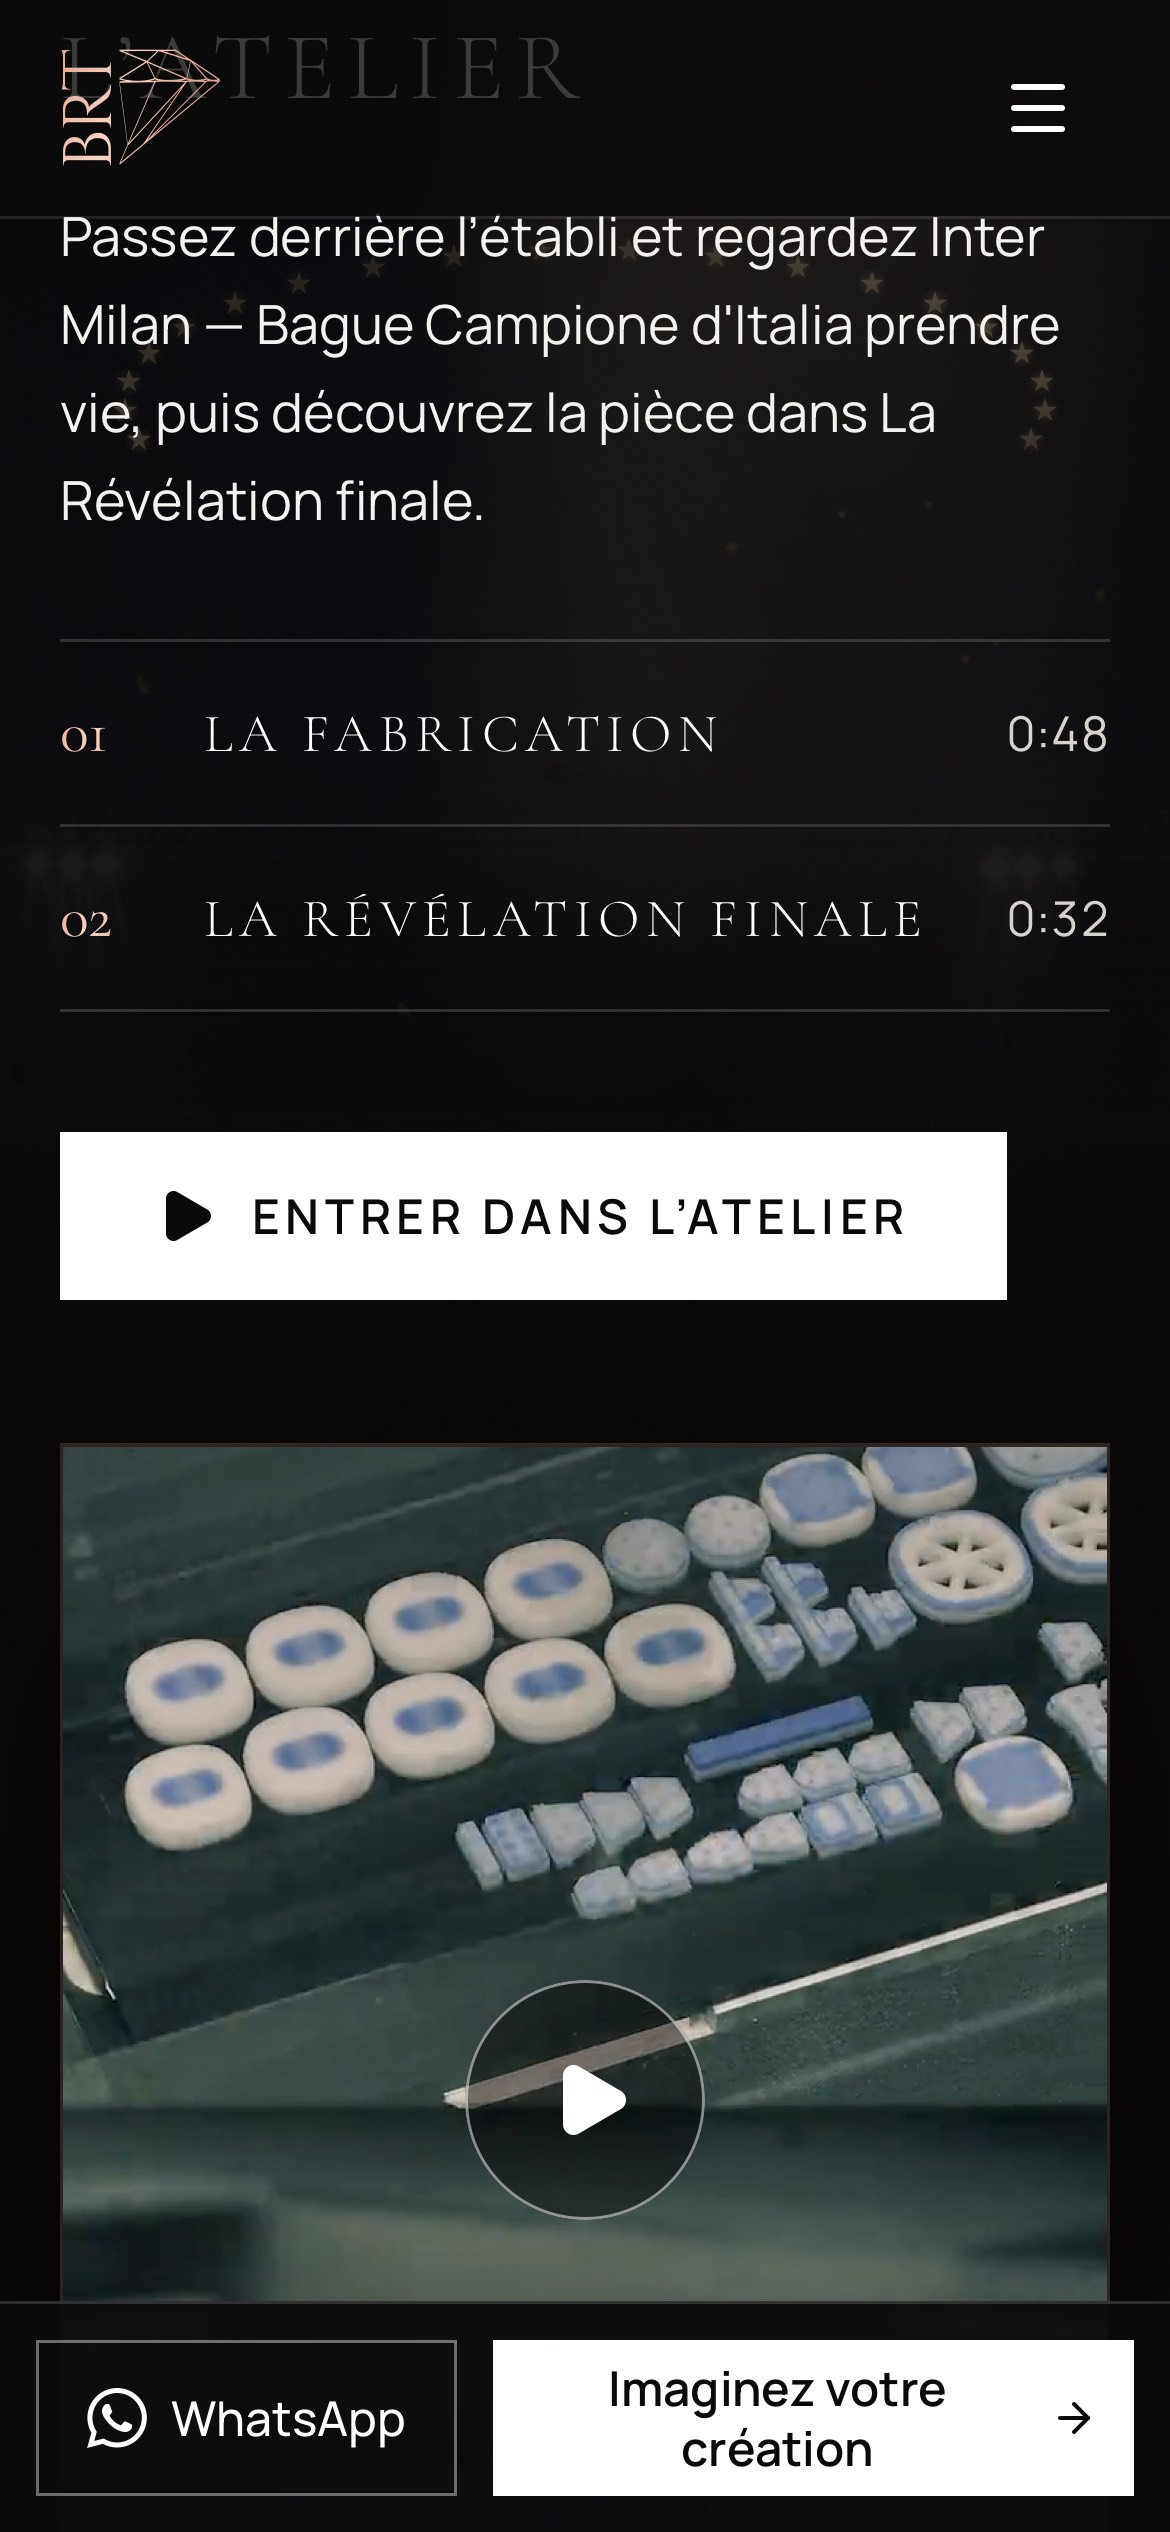 L’ATELIER
BRT
Passez derrière l’établi et regardez Inter
Milan — Bague Campione d'Italia prendre
vie, puis découvrez la pièce dans La
Révélation finale.
01 LA FABRICATION 0:48
02 LA RÉVÉLATION FINALE 0:32
ENTRER DANS L’ATELIER
WhatsApp
Imaginez votre
création